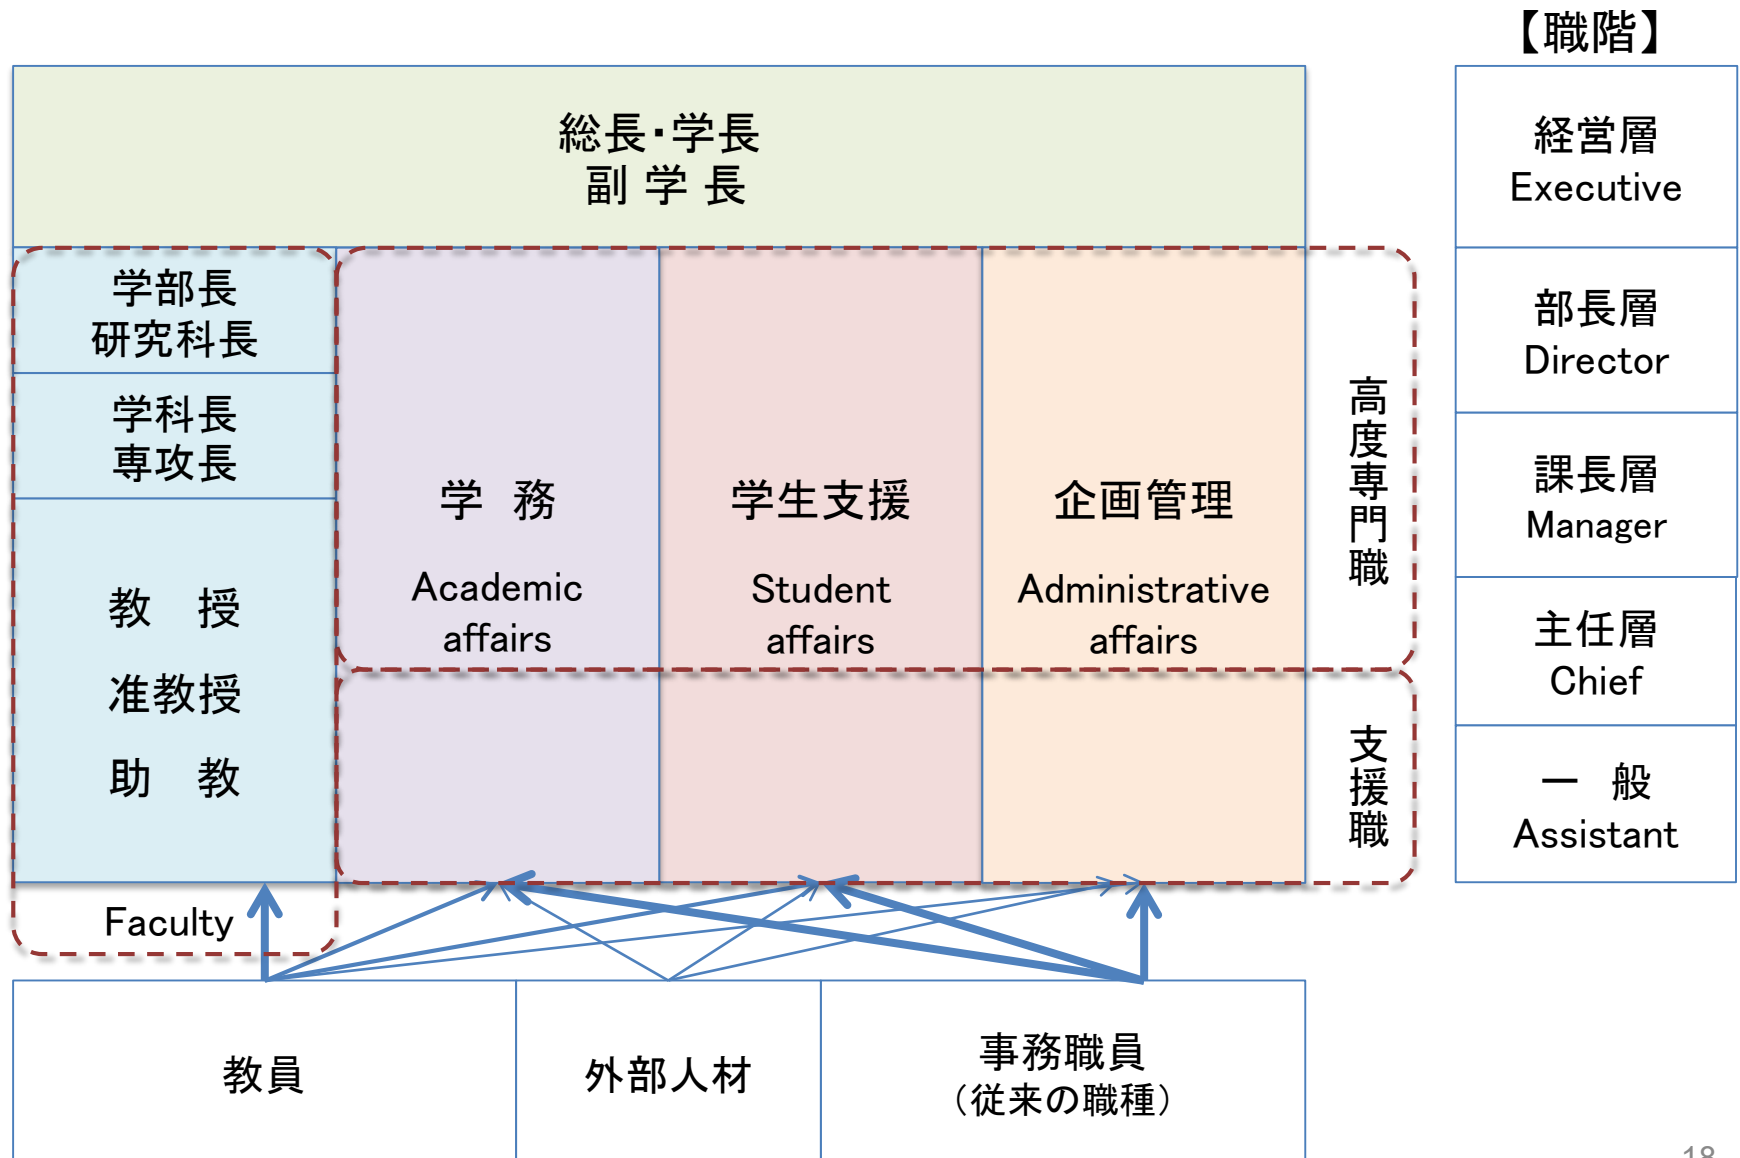 【職階】
総長・学長
副 学 長
経営層
Executive
学部長
研究科長
学科長
専攻長
教　授
准教授
助　教
Faculty
学 務
Academic
affairs
学生支援
Student
affairs
企画管理
Administrative
affairs
高度専門職
支援職
部長層
Director
課長層
Manager
主任層
Chief
一 般
Assistant
教員
外部人材
事務職員
（従来の職種）
18